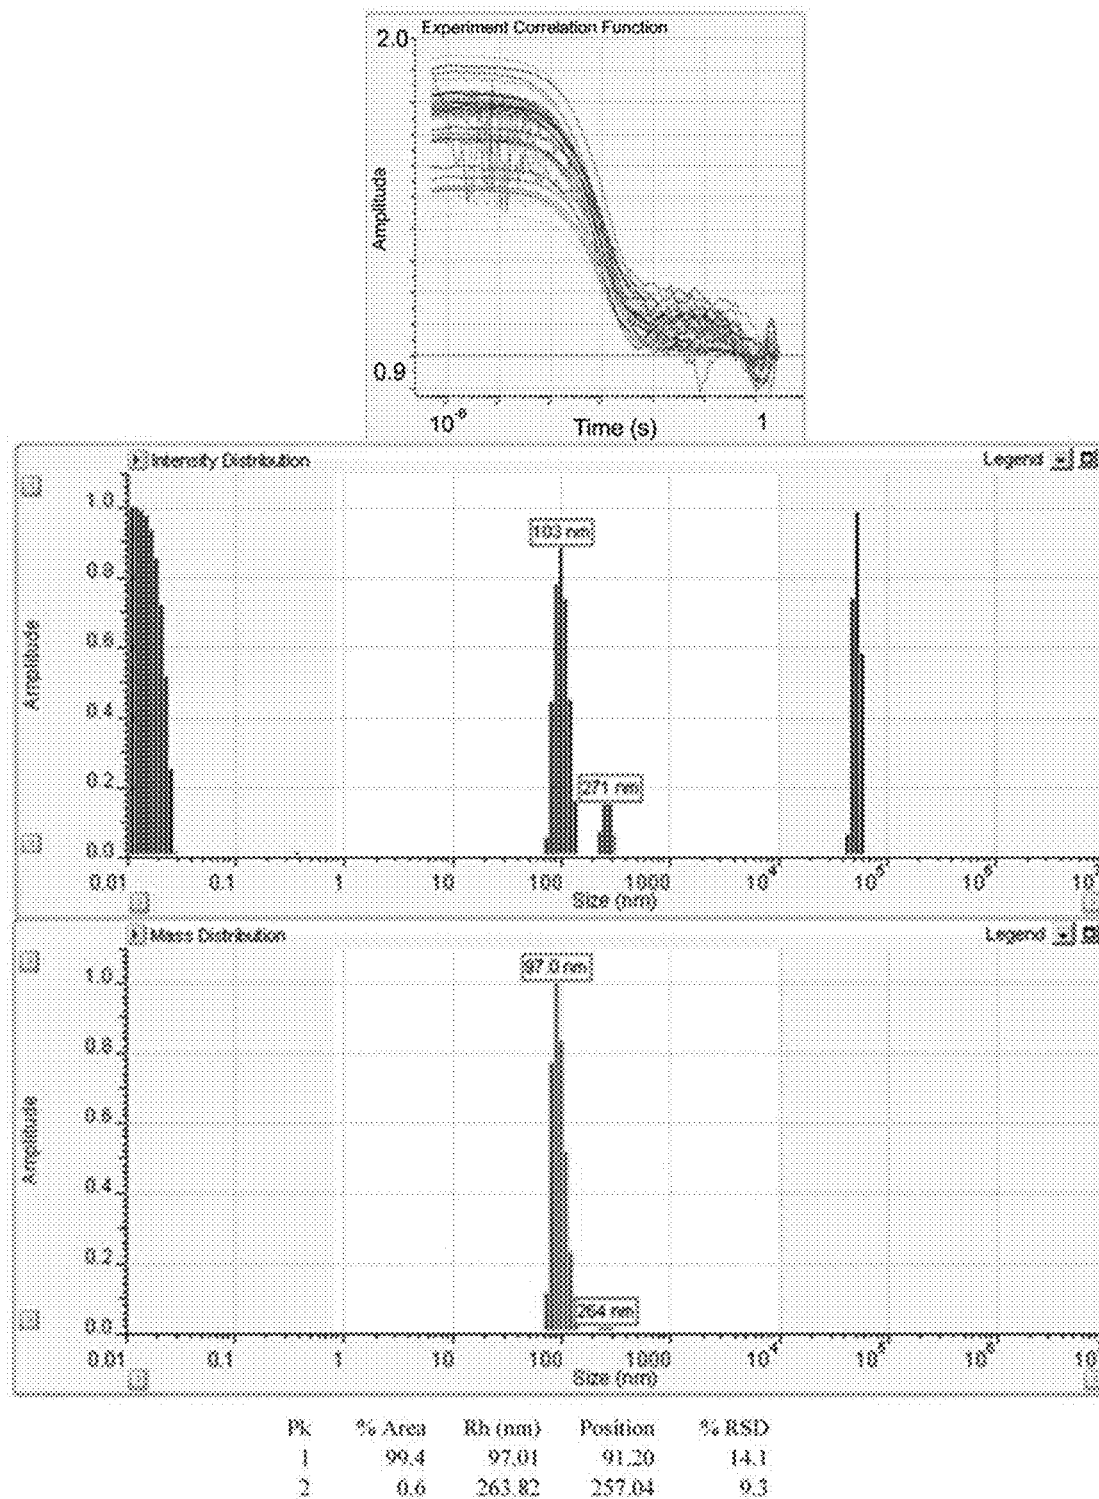 Experiment Correlation Function
2.0
Amplitude
0.9
10⁻⁶ Time (s) 1
Intensity Distribution Legend
1.0
103 nm
0.8
0.6
Amplitude
0.4
271 nm
0.2
0.0
0.01 0.1 1 10 100 1000 10⁴ 10⁵ 10⁶
Size (nm)
Mass Distribution Legend
97.0 nm
1.0
0.8
0.6
Amplitude
0.4
0.2
264 nm
0.0
0.01 0.1 1 10 100 1000 10⁴ 10⁵ 10⁶
Size (nm)
Pk % Area Rh (nm) Position % RSD
1 99.4 97.01 91.20 14.1
2 0.6 263.82 257.04 9.3